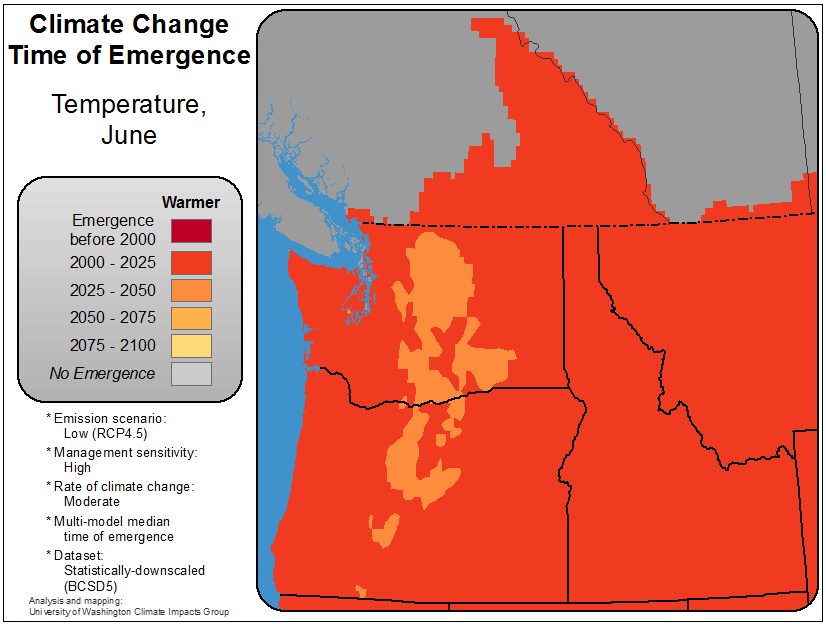 Climate Change
Time of Emergence
Temperature,
June
Warmer
Emergence
before 2000
2000 - 2025
2025 - 2050
2050 - 2075
2075 - 2100
No Emergence
* Emission scenario:
Low (RCP4.5)
* Management sensitivity:
High
* Rate of climate change:
Moderate
* Multi-model median
time of emergence
* Dataset:
Statistically-downscaled
(BCSD5)
Analysis and mapping:
University of Washington Climate Impacts Group